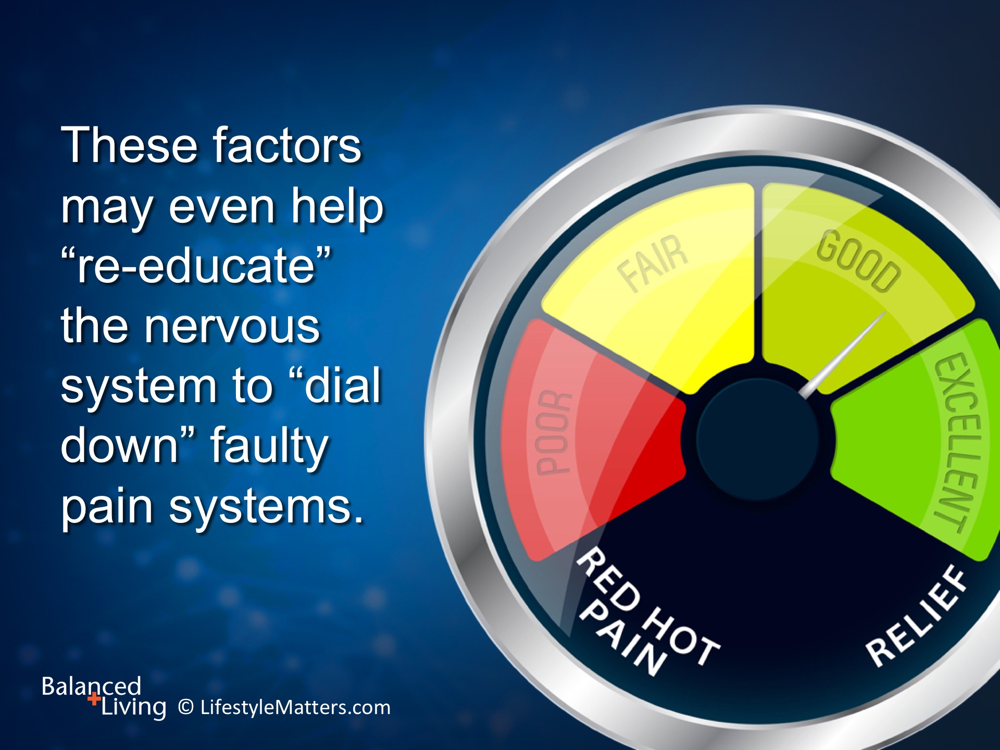 These factors
may even help
“re-educate”
the nervous
system to “dial
down” faulty
pain systems.
POOR
FAIR
GOOD
EXCELLENT
RED HOT
PAIN
RELIEF
Balanced
+Living © LifestyleMatters.com